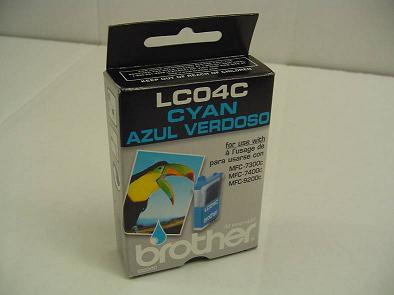 KEEP OUT OF REACH OF CHILDREN
LC04C
CYAN
AZUL VERDOSO
for use with
à l'usage de
para usarse con
MFC-7300c
MFC-7400c
MFC-9200c
LC04C
brother